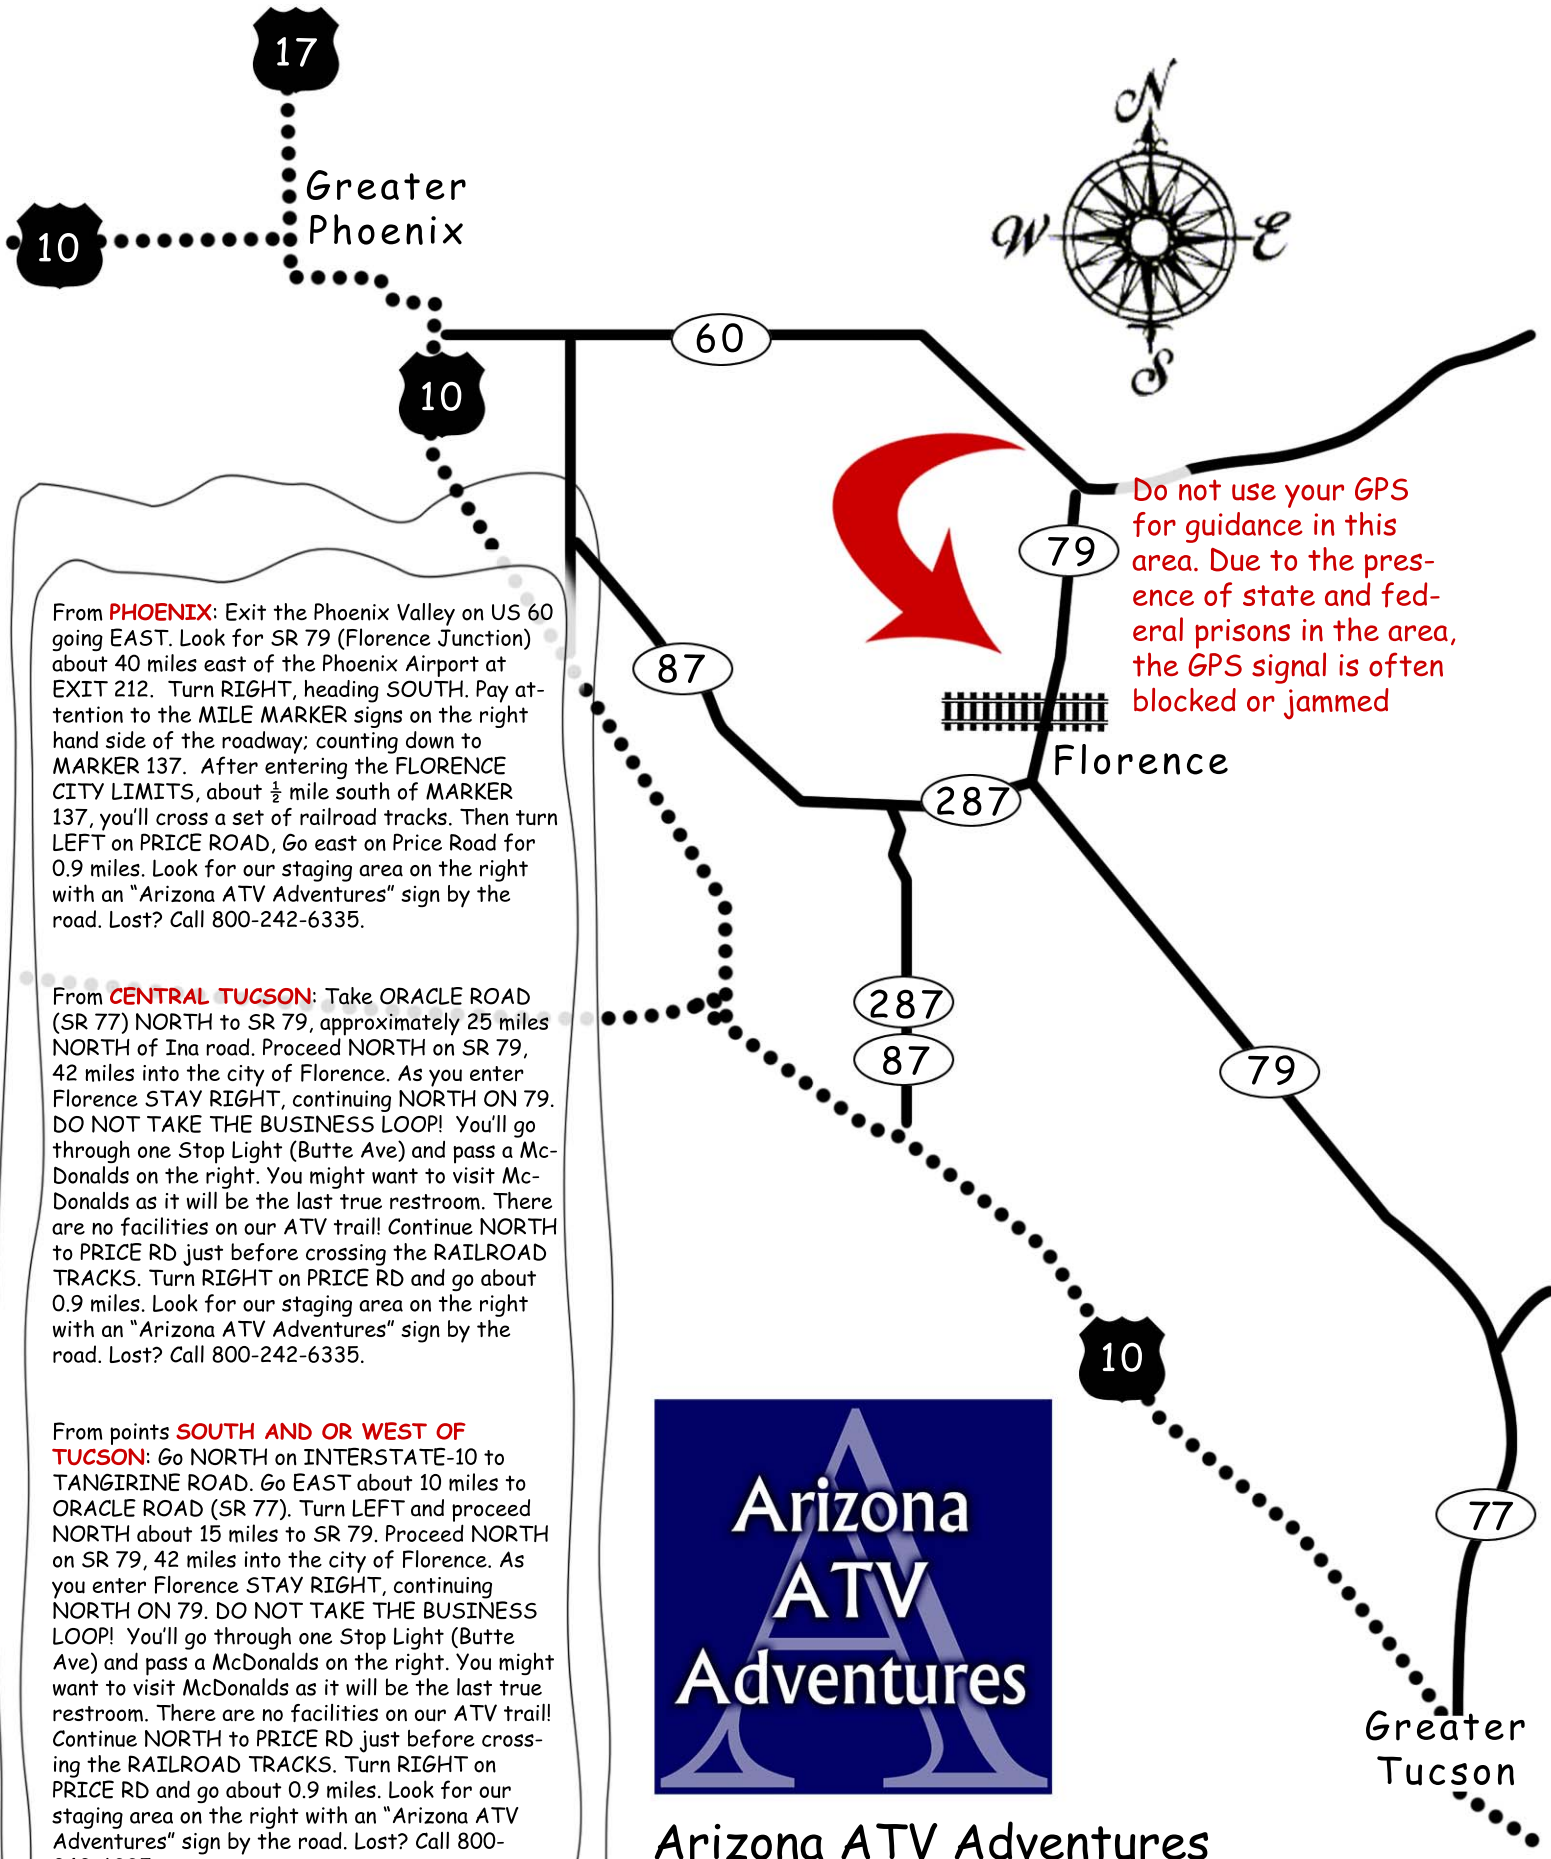 17
Greater
Phoenix
10
N
W
E
S
60
10
79
Do not use your GPS
for guidance in this
area. Due to the pres-
ence of state and fed-
eral prisons in the area,
the GPS signal is often
blocked or jammed
87
Florence
287
287
87
79
10
77
Greater
Tucson
From PHOENIX: Exit the Phoenix Valley on US 60
going EAST. Look for SR 79 (Florence Junction)
about 40 miles east of the Phoenix Airport at
EXIT 212. Turn RIGHT, heading SOUTH. Pay at-
tention to the MILE MARKER signs on the right
hand side of the roadway; counting down to
MARKER 137. After entering the FLORENCE
CITY LIMITS, about ½ mile south of MARKER
137, you'll cross a set of railroad tracks. Then turn
LEFT on PRICE ROAD, Go east on Price Road for
0.9 miles. Look for our staging area on the right
with an “Arizona ATV Adventures” sign by the
road. Lost? Call 800-242-6335.
From CENTRAL TUCSON: Take ORACLE ROAD
(SR 77) NORTH to SR 79, approximately 25 miles
NORTH of Ina road. Proceed NORTH on SR 79,
42 miles into the city of Florence. As you enter
Florence STAY RIGHT, continuing NORTH ON 79.
DO NOT TAKE THE BUSINESS LOOP! You'll go
through one Stop Light (Butte Ave) and pass a Mc-
Donalds on the right. You might want to visit Mc-
Donalds as it will be the last true restroom. There
are no facilities on our ATV trail! Continue NORTH
to PRICE RD just before crossing the RAILROAD
TRACKS. Turn RIGHT on PRICE RD and go about
0.9 miles. Look for our staging area on the right
with an “Arizona ATV Adventures” sign by the
road. Lost? Call 800-242-6335.
From points SOUTH AND OR WEST OF
TUCSON: Go NORTH on INTERSTATE-10 to
TANGIRINE ROAD. Go EAST about 10 miles to
ORACLE ROAD (SR 77). Turn LEFT and proceed
NORTH about 15 miles to SR 79. Proceed NORTH
on SR 79, 42 miles into the city of Florence. As
you enter Florence STAY RIGHT, continuing
NORTH ON 79. DO NOT TAKE THE BUSINESS
LOOP! You'll go through one Stop Light (Butte
Ave) and pass a McDonalds on the right. You might
want to visit McDonalds as it will be the last true
restroom. There are no facilities on our ATV trail!
Continue NORTH to PRICE RD just before cross-
ing the RAILROAD TRACKS. Turn RIGHT on
PRICE RD and go about 0.9 miles. Look for our
staging area on the right with an “Arizona ATV
Adventures” sign by the road. Lost? Call 800-
A
Arizona
ATV
Adventures
Arizona ATV Adventures